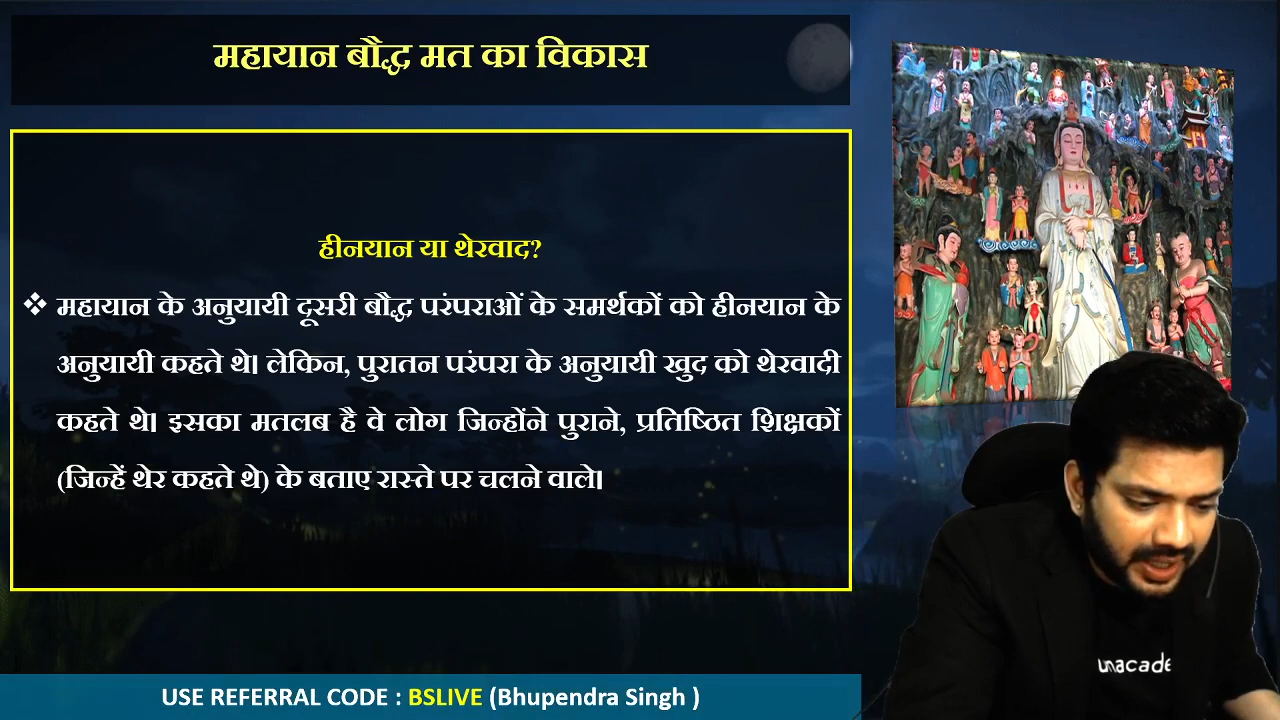 महायान बौद्ध मत का विकास
हीनयान या थेरवाद?
❖ महायान के अनुयायी दूसरी बौद्ध परंपराओं के समर्थकों को हीनयान के
अनुयायी कहते थे। लेकिन, पुरातन परंपरा के अनुयायी खुद को थेरवादी
कहते थे। इसका मतलब है वे लोग जिन्होंने पुराने, प्रतिष्ठित शिक्षकों
(जिन्हें थेर कहते थे) के बताए रास्ते पर चलने वाले।
unacade
USE REFERRAL CODE : BSLIVE (Bhupendra Singh )